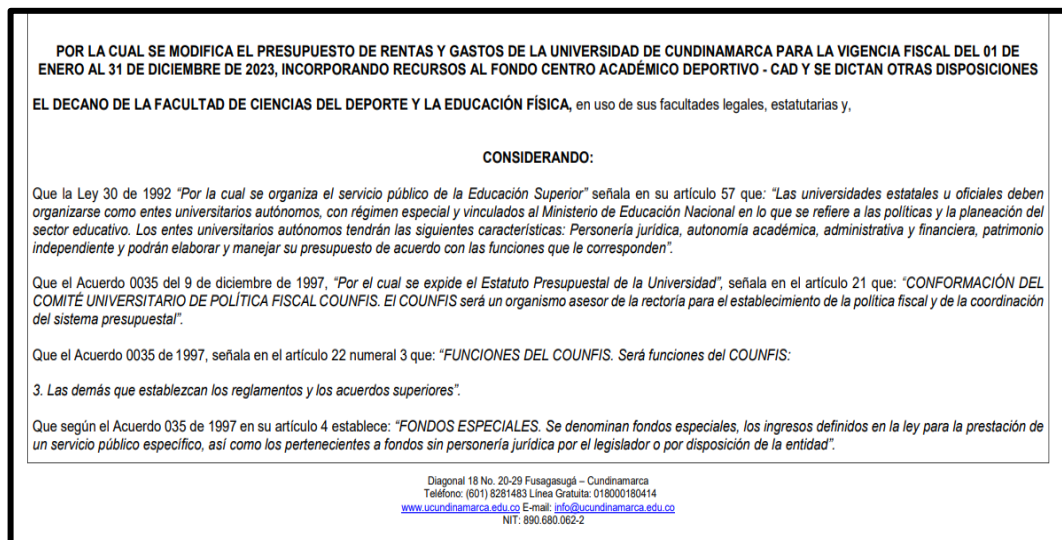 POR LA CUAL SE MODIFICA EL PRESUPUESTO DE RENTAS Y GASTOS DE LA UNIVERSIDAD DE CUNDINAMARCA PARA LA VIGENCIA FISCAL DEL 01 DE
ENERO AL 31 DE DICIEMBRE DE 2023, INCORPORANDO RECURSOS AL FONDO CENTRO ACADÉMICO DEPORTIVO - CAD Y SE DICTAN OTRAS DISPOSICIONES
EL DECANO DE LA FACULTAD DE CIENCIAS DEL DEPORTE Y LA EDUCACIÓN FÍSICA, en uso de sus facultades legales, estatutarias y,
CONSIDERANDO:
Que la Ley 30 de 1992 “Por la cual se organiza el servicio público de la Educación Superior” señala en su artículo 57 que: “Las universidades estatales u oficiales deben
organizarse como entes universitarios autónomos, con régimen especial y vinculados al Ministerio de Educación Nacional en lo que se refiere a las políticas y la planeación del
sector educativo. Los entes universitarios autónomos tendrán las siguientes características: Personería jurídica, autonomía académica, administrativa y financiera, patrimonio
independiente y podrán elaborar y manejar su presupuesto de acuerdo con las funciones que le corresponden”.
Que el Acuerdo 0035 del 9 de diciembre de 1997, “Por el cual se expide el Estatuto Presupuestal de la Universidad”, señala en el artículo 21 que: “CONFORMACIÓN DEL
COMITÉ UNIVERSITARIO DE POLÍTICA FISCAL COUNFIS. El COUNFIS será un organismo asesor de la rectoría para el establecimiento de la política fiscal y de la coordinación
del sistema presupuestal”.
Que el Acuerdo 0035 de 1997, señala en el artículo 22 numeral 3 que: “FUNCIONES DEL COUNFIS. Será funciones del COUNFIS:
3. Las demás que establezcan los reglamentos y los acuerdos superiores”.
Que según el Acuerdo 035 de 1997 en su artículo 4 establece: “FONDOS ESPECIALES. Se denominan fondos especiales, los ingresos definidos en la ley para la prestación de
un servicio público específico, así como los pertenecientes a fondos sin personería jurídica por el legislador o por disposición de la entidad”.
Diagonal 18 No. 20-29 Fusagasugá – Cundinamarca
Teléfono: (601) 8281483 Línea Gratuita: 018000180414
www.ucundinamarca.edu.co E-mail: info@ucundinamarca.edu.co
NIT: 890.680.062-2